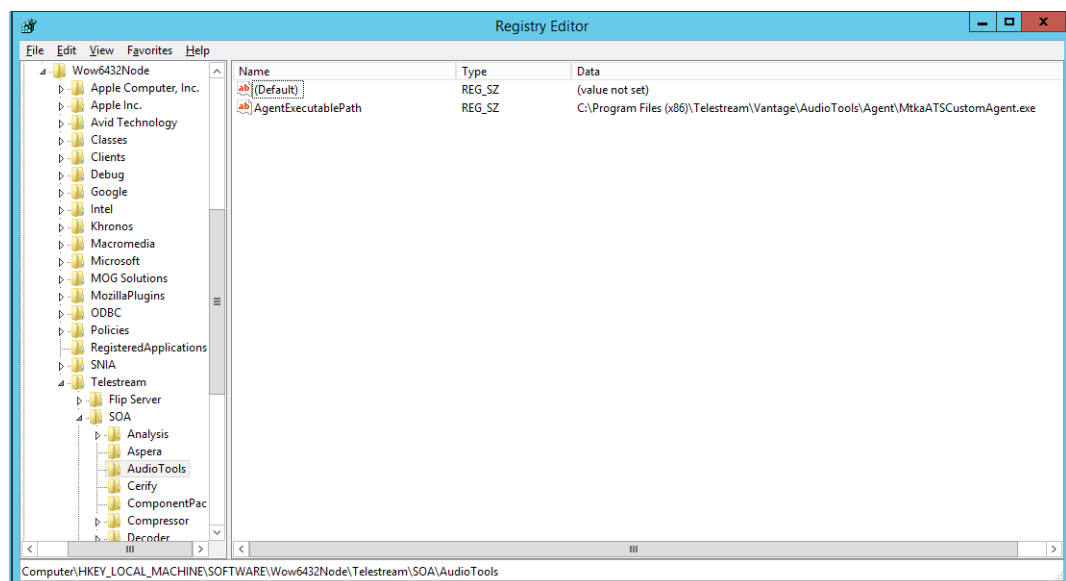 Registry Editor
File Edit View Favorites Help
Wow6432Node
Apple Computer, Inc.
Apple Inc.
Avid Technology
Classes
Clients
Debug
Google
Intel
Khronos
Macromedia
Microsoft
MOG Solutions
MozillaPlugins
ODBC
Policies
RegisteredApplications
SNIA
Telestream
Flip Server
SOA
Analysis
Aspera
AudioTools
Cerify
ComponentPac
Compressor
Decoder
Name Type Data
ab (Default) REG_SZ (value not set)
ab AgentExecutablePath REG_SZ C:\Program Files (x86)\Telestream\Vantage\AudioTools\Agent\MtkaATSCustomAgent.exe
Computer\HKEY_LOCAL_MACHINE\SOFTWARE\Wow6432Node\Telestream\SOA\AudioTools